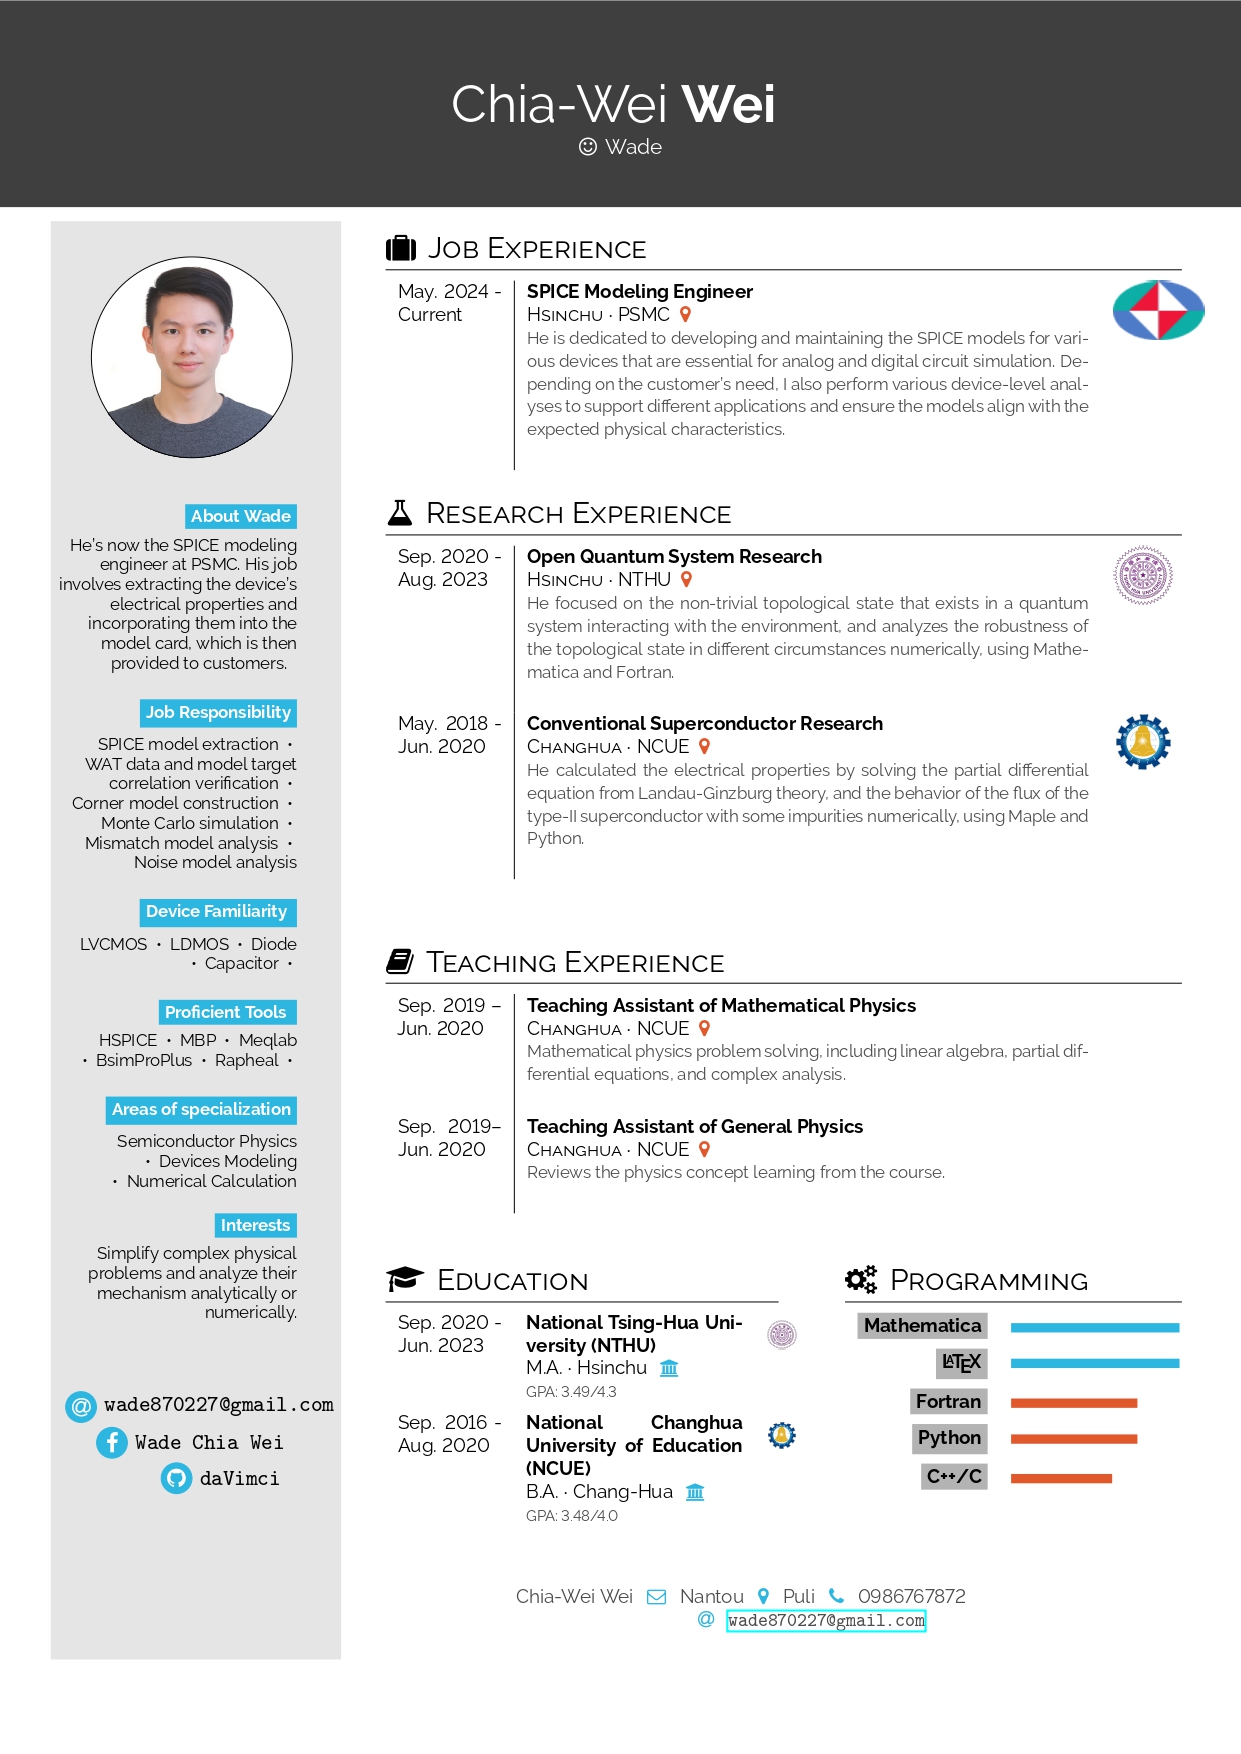 Chia-Wei Wei
Wade
About Wade
He's now the SPICE modeling
engineer at PSMC. His job
involves extracting the device's
electrical properties and
incorporating them into the
model card, which is then
provided to customers.
Job Responsibility
SPICE model extraction •
WAT data and model target
correlation verification •
Corner model construction •
Monte Carlo simulation •
Mismatch model analysis •
Noise model analysis
Device Familiarity
LVCMOS • LDMOS • Diode
• Capacitor •
Proficient Tools
HSPICE • MBP • Meqlab
• BsimProPlus • Rapheal •
Areas of specialization
Semiconductor Physics
• Devices Modeling
• Numerical Calculation
Interests
Simplify complex physical
problems and analyze their
mechanism analytically or
numerically.
@ wade870227@gmail.com
Wade Chia Wei
daVimci
Job Experience
May. 2024 -
Current
SPICE Modeling Engineer
Hsinchu · PSMC
He is dedicated to developing and maintaining the SPICE models for vari-
ous devices that are essential for analog and digital circuit simulation. De-
pending on the customer's need, I also perform various device-level anal-
yses to support different applications and ensure the models align with the
expected physical characteristics.
Research Experience
Sep. 2020 -
Aug. 2023
Open Quantum System Research
Hsinchu · NTHU
He focused on the non-trivial topological state that exists in a quantum
system interacting with the environment, and analyzes the robustness of
the topological state in different circumstances numerically, using Mathe-
matica and Fortran.
May. 2018 -
Jun. 2020
Conventional Superconductor Research
Changhua · NCUE
He calculated the electrical properties by solving the partial differential
equation from Landau-Ginzburg theory, and the behavior of the flux of the
type-II superconductor with some impurities numerically, using Maple and
Python.
Teaching Experience
Sep. 2019 –
Jun. 2020
Teaching Assistant of Mathematical Physics
Changhua · NCUE
Mathematical physics problem solving, including linear algebra, partial dif-
ferential equations, and complex analysis.
Sep. 2019–
Jun. 2020
Teaching Assistant of General Physics
Changhua · NCUE
Reviews the physics concept learning from the course.
Education
Sep. 2020 -
Jun. 2023
National Tsing-Hua Uni-
versity (NTHU)
M.A. · Hsinchu
GPA: 3.49/4.3
Sep. 2016 -
Aug. 2020
National Changhua
University of Education
(NCUE)
B.A. · Chang-Hua
GPA: 3.48/4.0
Programming
Mathematica
LATEX
Fortran
Python
C++/C
Chia-Wei Wei Nantou Puli 0986767872
@ wade870227@gmail.com